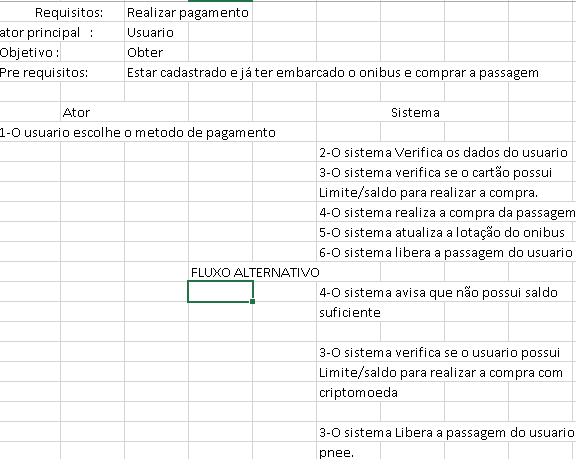 Requisitos: Realizar pagamento
ator principal : Usuario
Objetivo : Obter
Pre requisitos: Estar cadastrado e já ter embarcado o onibus e comprar a passagem
Ator Sistema
1-O usuario escolhe o metodo de pagamento
2-O sistema Verifica os dados do usuario
3-O sistema verifica se o cartão possui
Limite/saldo para realizar a compra.
4-O sistema realiza a compra da passagem
5-O sistema atualiza a lotação do onibus
6-O sistema libera a passagem do usuario
FLUXO ALTERNATIVO
4-O sistema avisa que não possui saldo
suficiente
3-O sistema verifica se o usuario possui
Limite/saldo para realizar a compra com
criptomoeda
3-O sistema Libera a passagem do usuario
pnee.